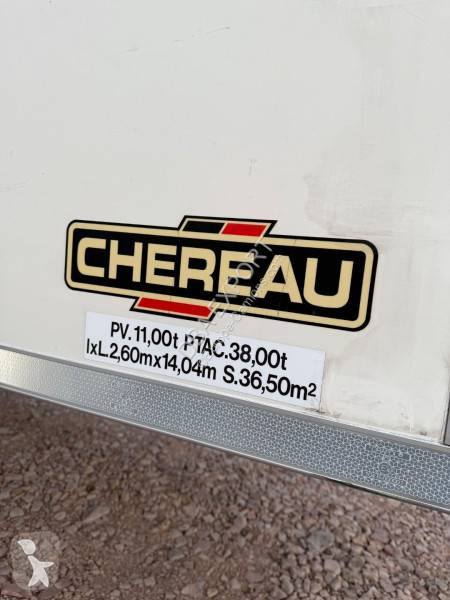 CHEREAU
PV.11,00t PTAC.38,00t
lxL.2,60mx14,04m S.36,50m²